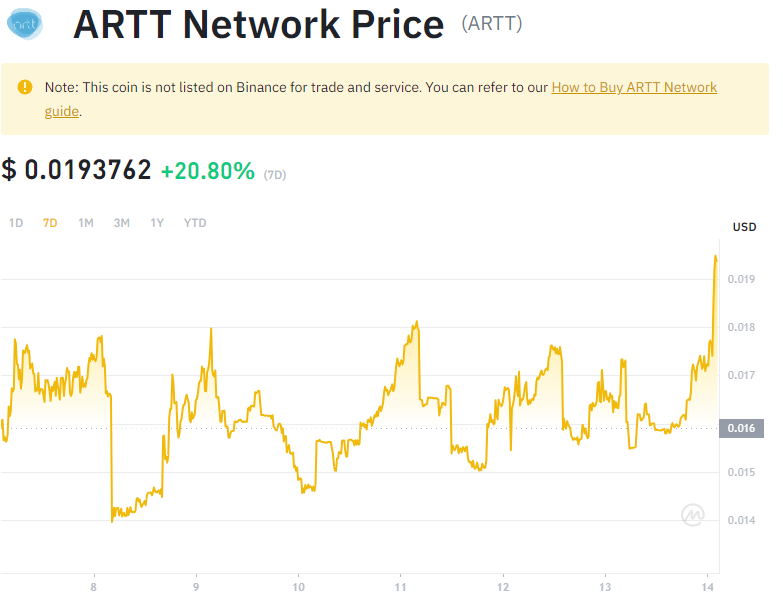 art
ARTT Network Price (ARTT)
Note: This coin is not listed on Binance for trade and service. You can refer to our How to Buy ARTT Network
guide.
$ 0.0193762 +20.80% (7D)
1D 7D 1M 3M 1Y YTD
USD
0.019
0.018
0.017
0.016
0.015
0.014
8 9 10 11 12 13 14